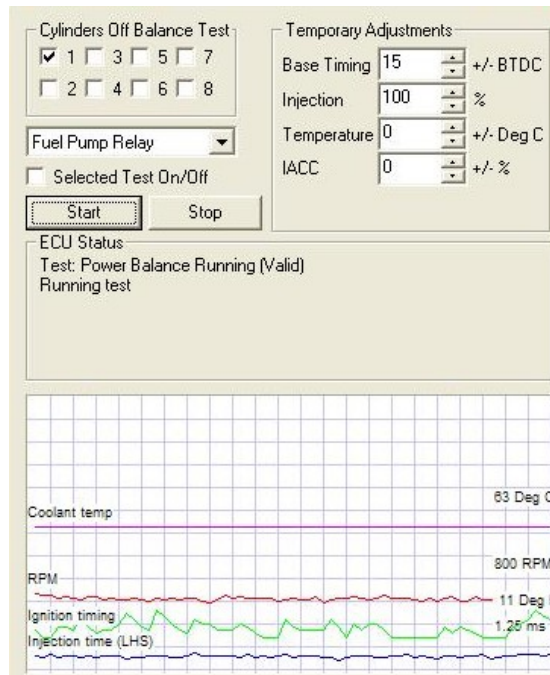 Cylinders Off Balance Test
1 3 5 7
2 4 6 8
Fuel Pump Relay
Selected Test On/Off
Start Stop
Temporary Adjustments
Base Timing 15 +/- BTDC
Injection 100 %
Temperature 0 +/- Deg C
IACC 0 +/- %
ECU Status
Test: Power Balance Running (Valid)
Running test
63 Deg C
Coolant temp
800 RPM
RPM
11 Deg
Ignition timing
1.25 ms
Injection time (LHS)